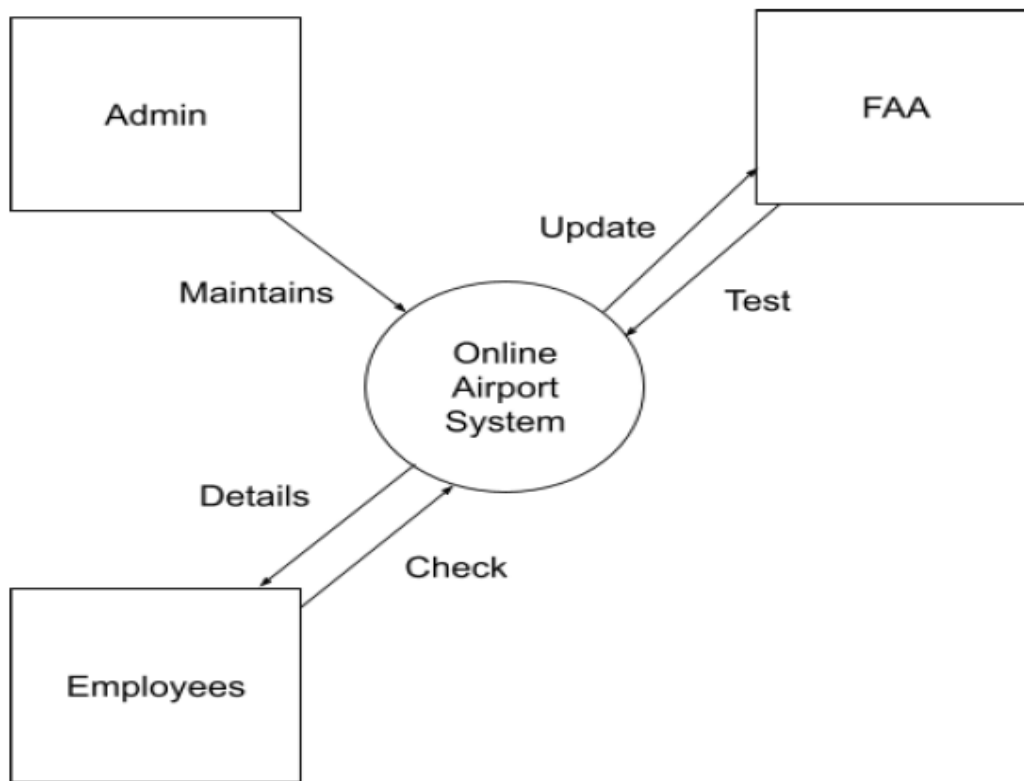 Admin
FAA
Update
Maintains
Test
Online
Airport
System
Details
Check
Employees